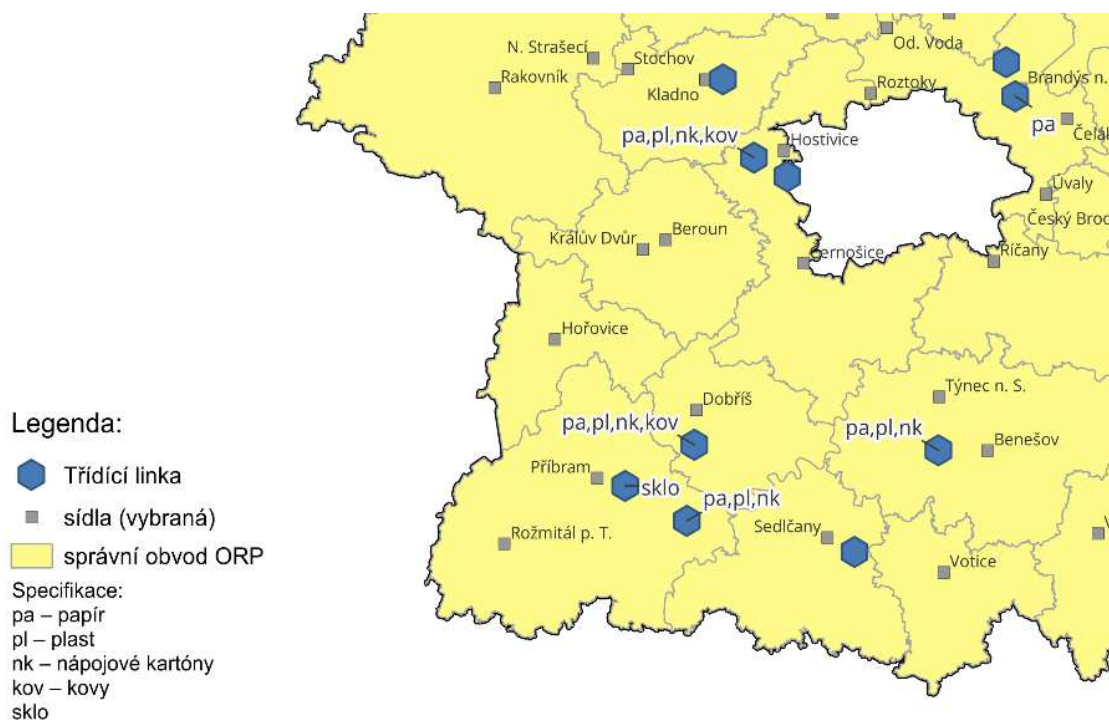 Od. Voda
N. Strašecí
Stochov
Rakovník
Kladno
Roztoky
Brandýs n.
pa
pa,pl,nk,kov
Hostivice
Úvaly
Český Brod
Beroun
Králův Dvůr
Říčany
Hořovice
Týnec n. S.
Dobříš
pa,pl,nk,kov
pa,pl,nk
Benešov
Příbram
sklo
pa,pl,nk
Rožmitál p. T.
Sedlčany
Votice
Legenda:
Třídící linka
sídla (vybraná)
správní obvod ORP
Specifikace:
pa – papír
pl – plast
nk – nápojové kartóny
kov – kovy
sklo